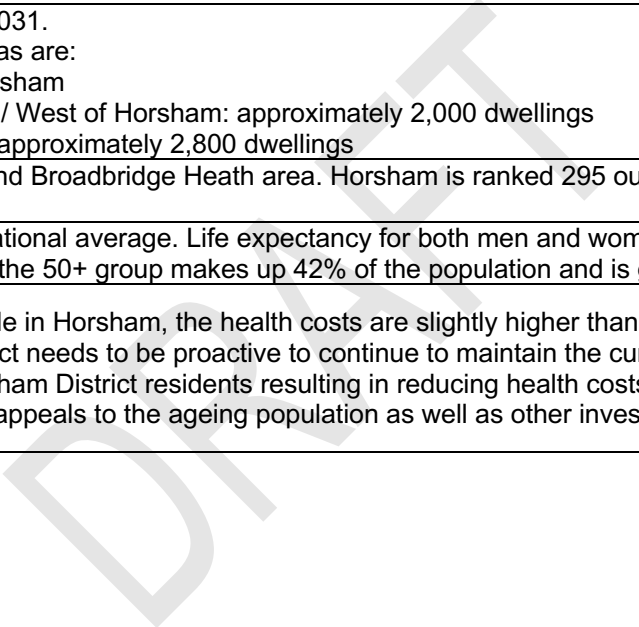 031.
as are:
sham
/ West of Horsham: approximately 2,000 dwellings
approximately 2,800 dwellings
nd Broadbridge Heath area. Horsham is ranked 295 ou
ational average. Life expectancy for both men and wom
the 50+ group makes up 42% of the population and is
le in Horsham, the health costs are slightly higher than
ct needs to be proactive to continue to maintain the cu
ham District residents resulting in reducing health costs
appeals to the ageing population as well as other inves
DRAFT